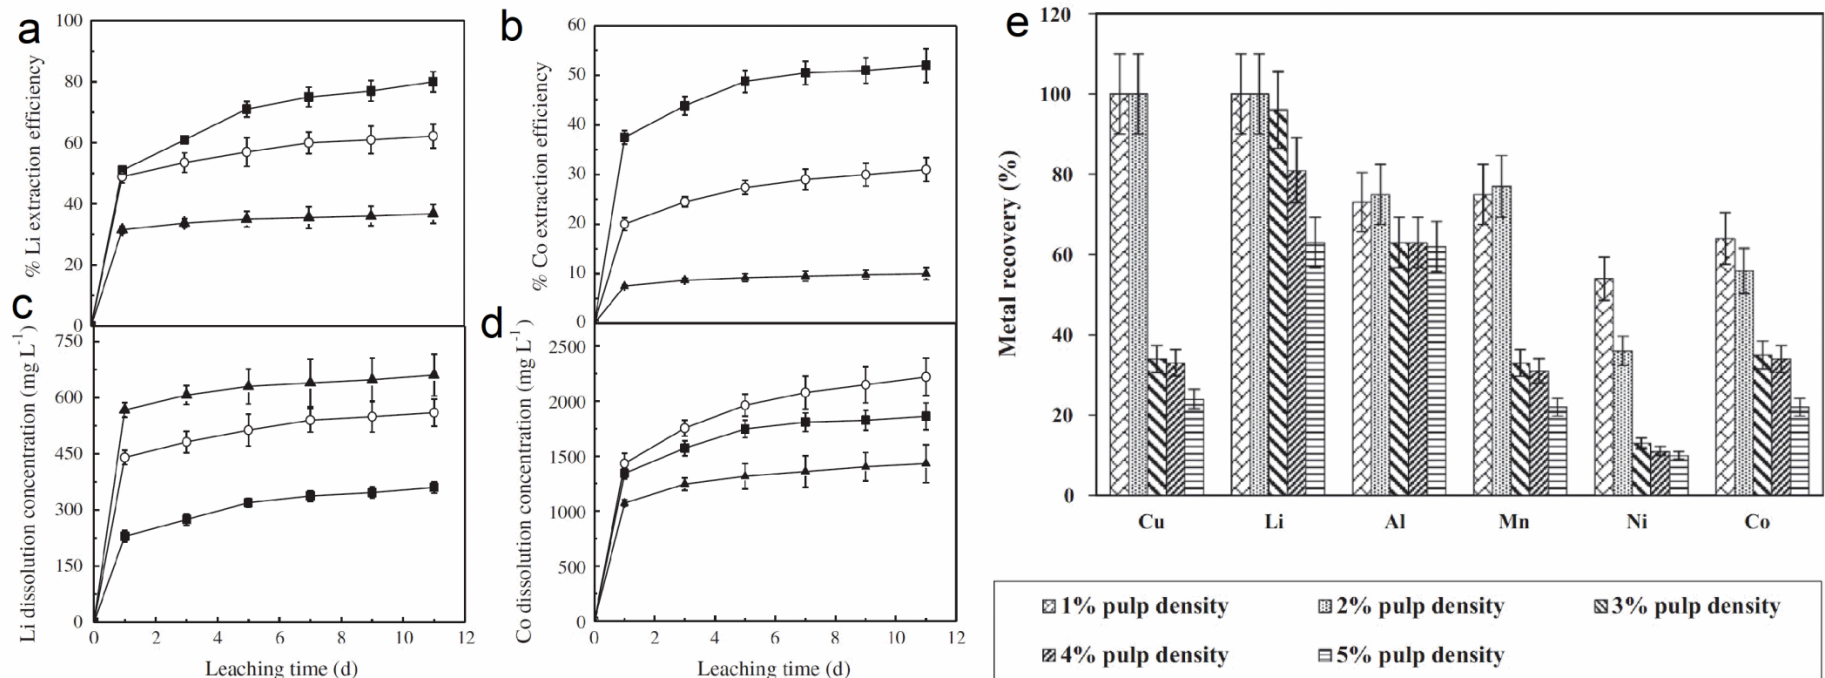 a
100
80
60
40
20
0
% Li extraction efficiency
b
60
50
40
30
20
10
0
% Co extraction efficiency
c
750
600
450
300
150
0
Li dissolution concentration (mg L-1)
0 2 4 6 8 10 12
Leaching time (d)
d
2500
2000
1500
1000
500
0
Co dissolution concentration (mg L-1)
0 2 4 6 8 10 12
Leaching time (d)
e
120
100
80
60
40
20
0
Metal recovery (%)
Cu Li Al Mn Ni Co
1% pulp density 2% pulp density 3% pulp density
4% pulp density 5% pulp density